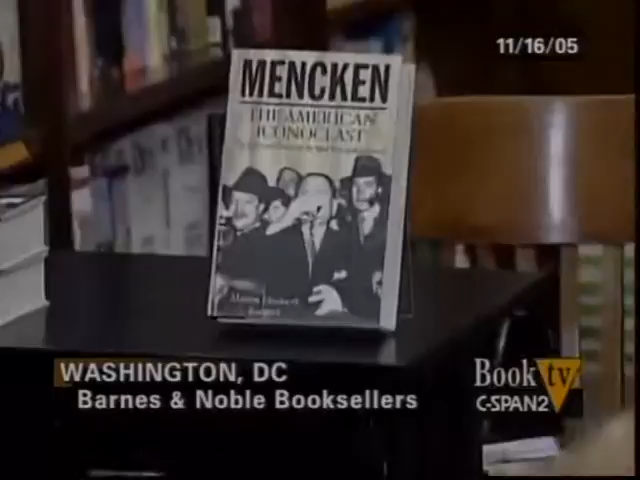 11/16/05
MENCKEN
THE AMERICAN
ICONOCLAST
WASHINGTON, DC
Barnes & Noble Booksellers
Book tv
C-SPAN2